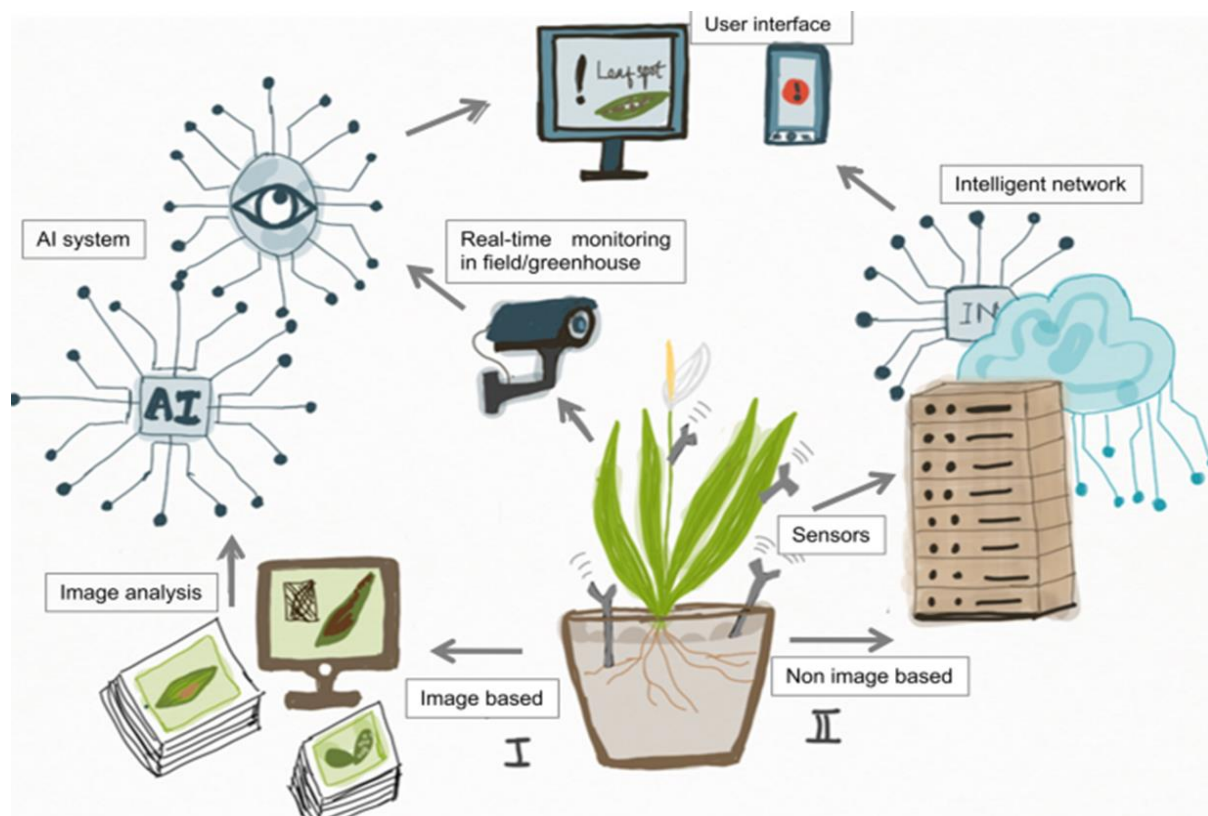 User interface
! Leaf spot
!
Intelligent network
AI system
Real-time monitoring
in field/greenhouse
IN
AI
Sensors
Image analysis
Non image based
Image based
I
II